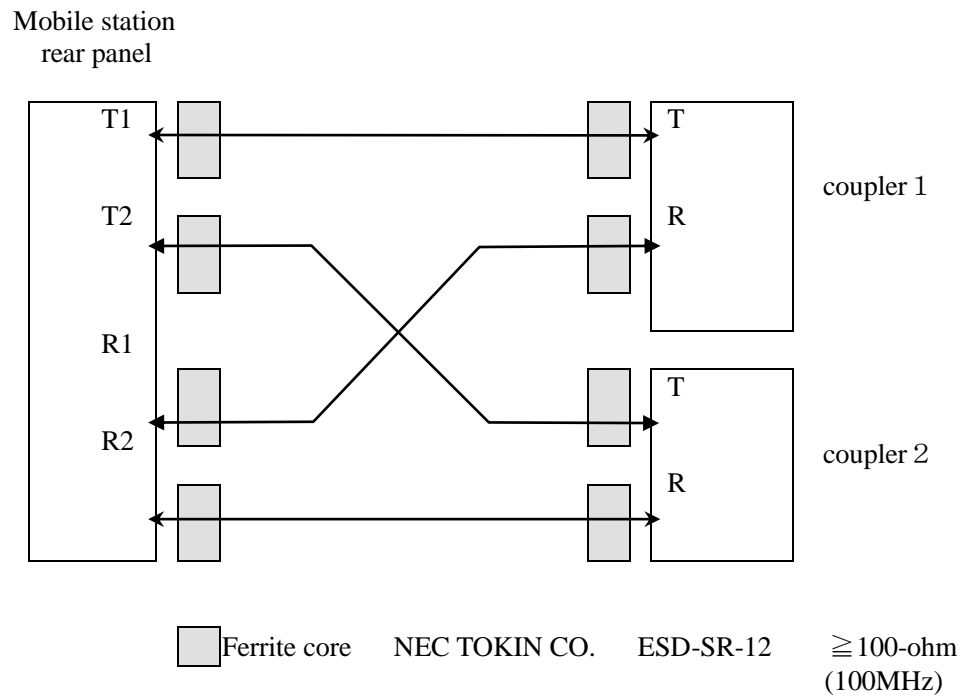 Mobile station
rear panel
T1
T
coupler １
T2
R
R1
T
R2
coupler ２
R
Ferrite core NEC TOKIN CO. ESD-SR-12 ≧100-ohm
(100MHz)